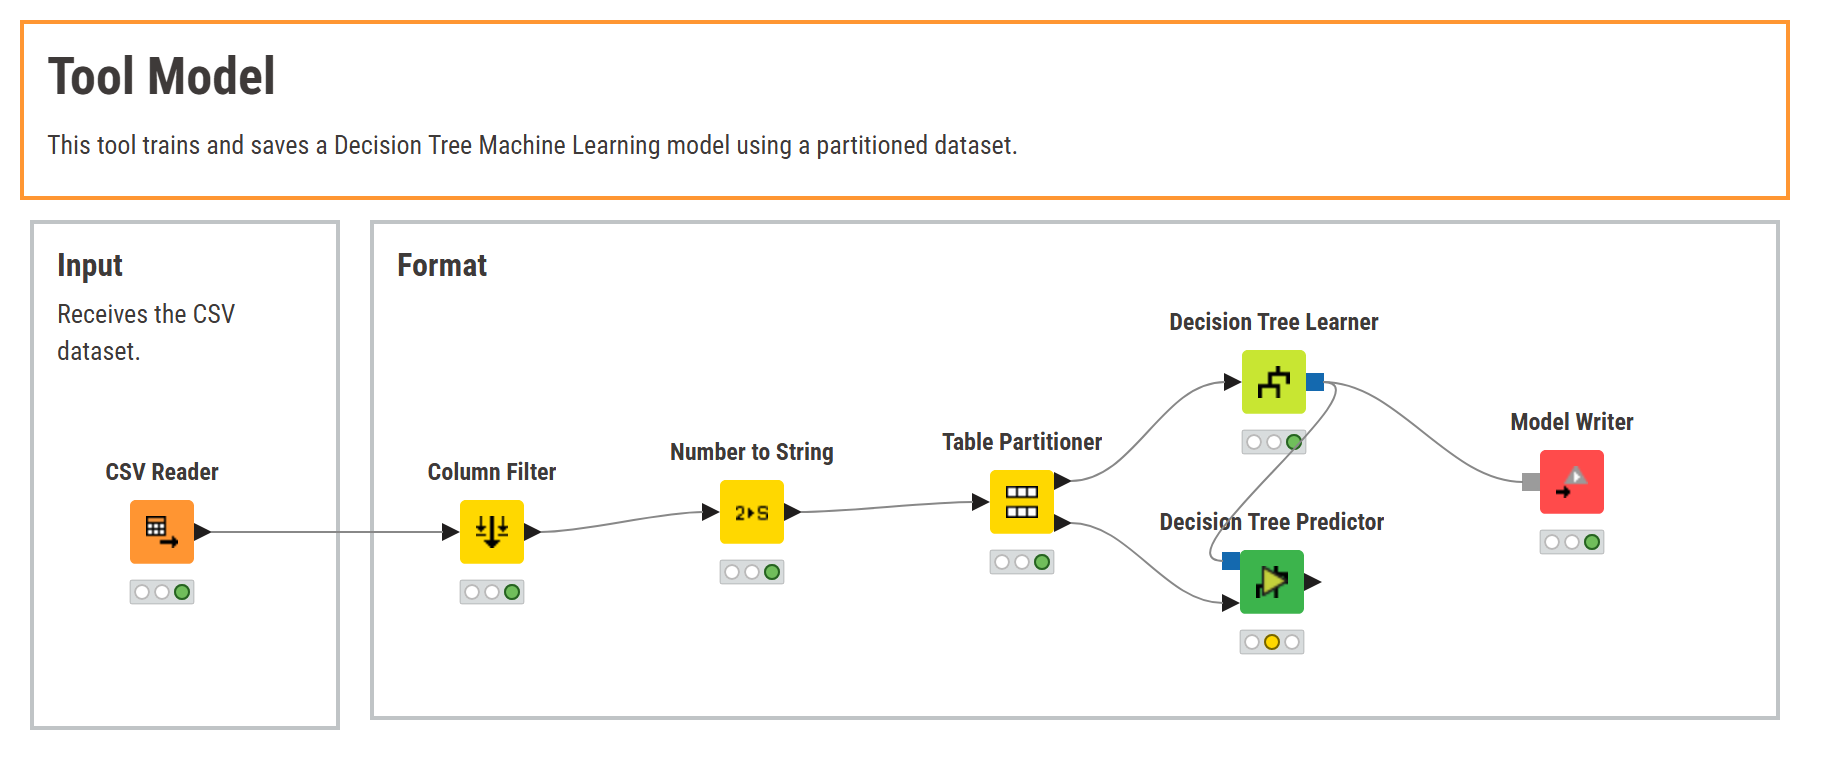 Tool Model
This tool trains and saves a Decision Tree Machine Learning model using a partitioned dataset.
Input
Receives the CSV
dataset.
CSV Reader
Format
Column Filter
Number to String
2▸S
Table Partitioner
Decision Tree Learner
Decision Tree Predictor
Model Writer